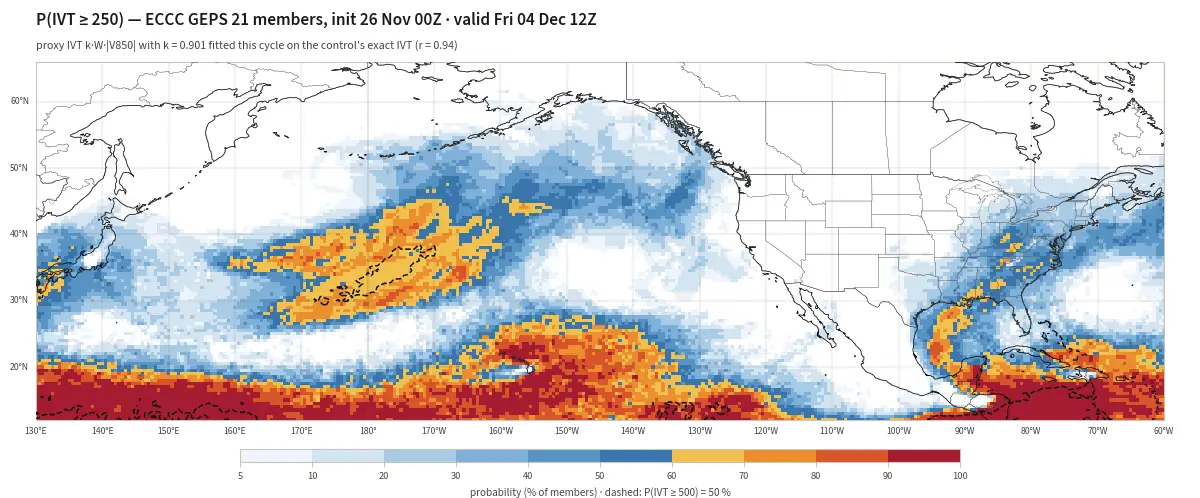 P(IVT ≥ 250) — ECCC GEPS 21 members, init 26 Nov 00Z · valid Fri 04 Dec 12Z
proxy IVT k·W·|V850| with k = 0.901 fitted this cycle on the control's exact IVT (r = 0.94)
60°N
50°N
40°N
30°N
20°N
130°E 140°E 150°E 160°E 170°E 180° 170°W 160°W 150°W 140°W 130°W 120°W 110°W 100°W 90°W 80°W 70°W 60°W
5 10 20 30 40 50 60 70 80 90 100
probability (% of members) · dashed: P(IVT ≥ 500) = 50 %